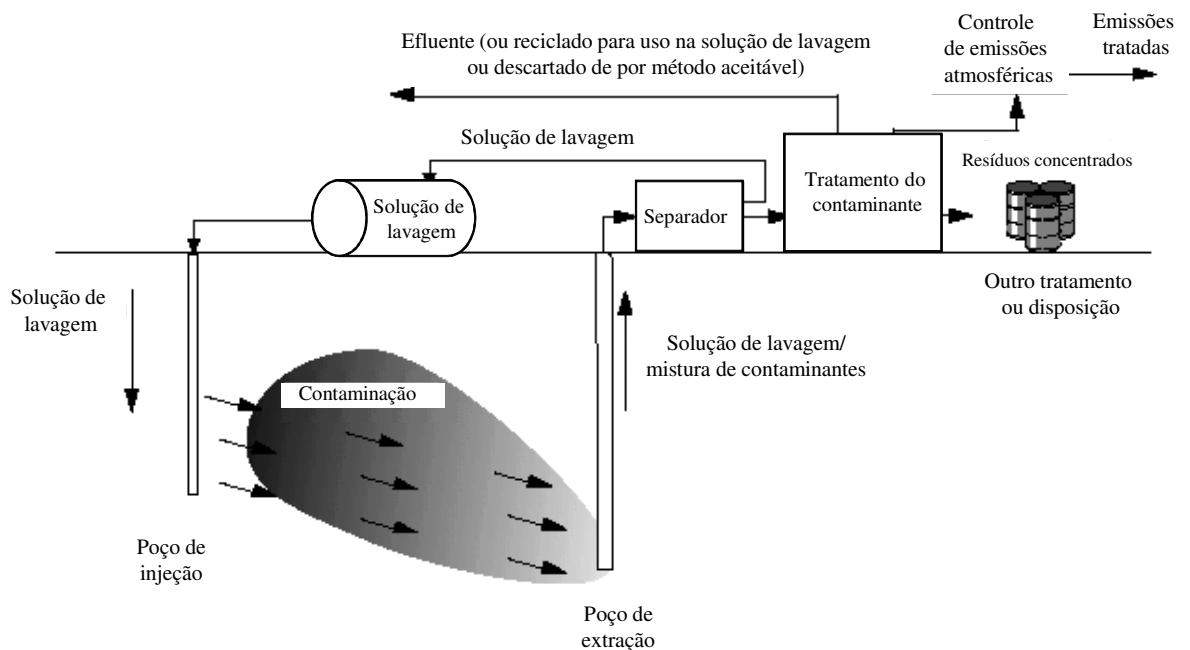 Controle
de emissões
atmosféricas
Emissões
tratadas
Efluente (ou reciclado para uso na solução de lavagem
ou descartado de por método aceitável)
Solução de lavagem
Resíduos concentrados
Solução de
lavagem
Separador
Tratamento do
contaminante
Solução de
lavagem
Outro tratamento
ou disposição
Solução de lavagem/
mistura de contaminantes
Contaminação
Poço de
injeção
Poço de
extração